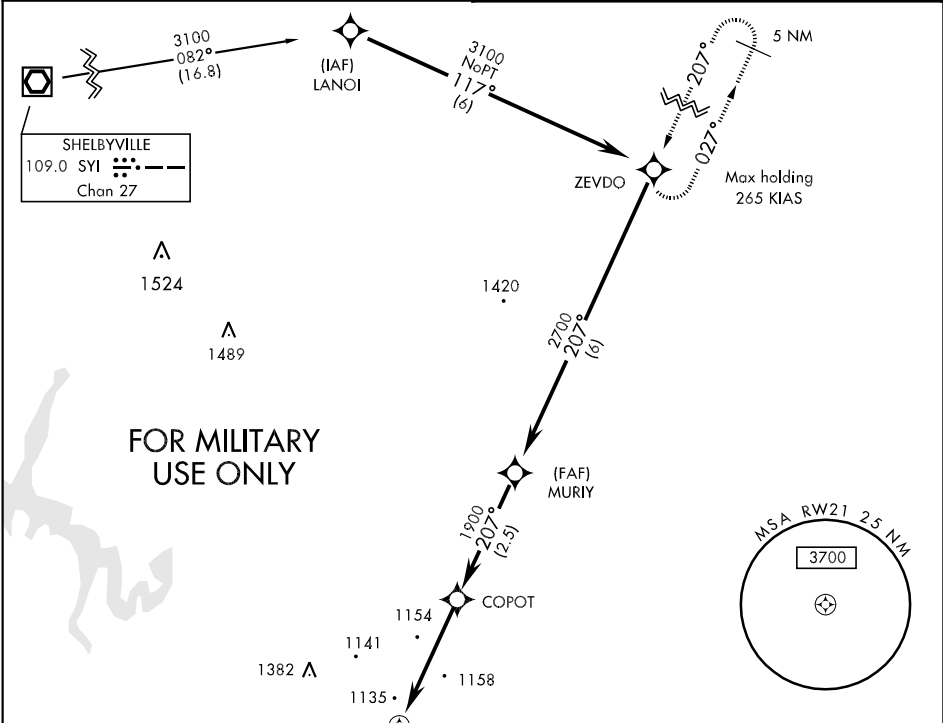 3100
082°
(16.8)
(IAF)
LANOI
3100
NoPT
117°
(6)
207°
5 NM
027°
ZEVDO
Max holding
265 KIAS
SHELBYVILLE
109.0 SYI
Chan 27
1524
1420
1489
2700
207°
(6)
FOR MILITARY
USE ONLY
(FAF)
MURIY
1900
207°
(2.5)
MSA RW21 25 NM
3700
COPOT
1154
1141
1382
1158
1135